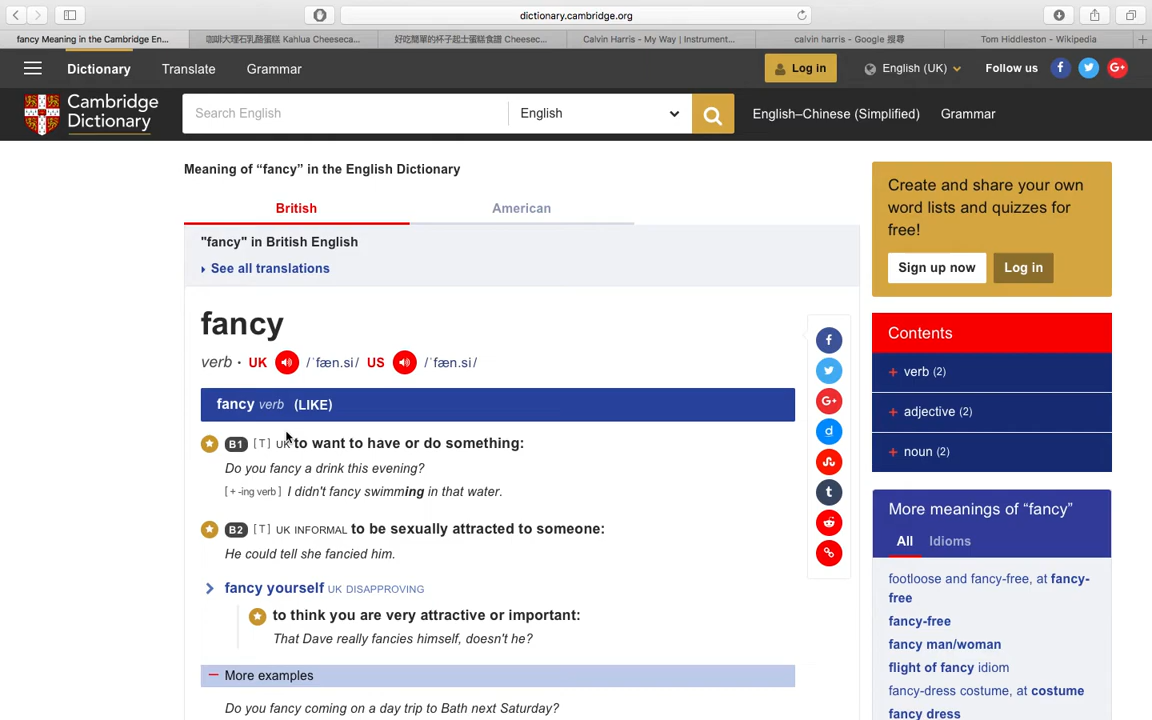 dictionary.cambridge.org
fancy Meaning in the Cambridge En...
咖啡大理石乳酪蛋糕 Kahlua Cheeseca...
好吃簡單的杯子起士蛋糕食譜 Cheesec...
Calvin Harris - My Way | Instrument...
calvin harris - Google 搜尋
Tom Hiddleston - Wikipedia
Dictionary Translate Grammar
Log in
English (UK)
Follow us
Cambridge
Dictionary
Search English
English
English–Chinese (Simplified)
Grammar
Meaning of “fancy” in the English Dictionary
British
American
"fancy" in British English
See all translations
fancy
verb · UK /ˈfæn.si/ US /ˈfæn.si/
fancy verb (LIKE)
B1 [ T ] UK to want to have or do something:
Do you fancy a drink this evening?
[ + -ing verb ] I didn't fancy swimming in that water.
B2 [ T ] UK INFORMAL to be sexually attracted to someone:
He could tell she fancied him.
fancy yourself UK DISAPPROVING
to think you are very attractive or important:
That Dave really fancies himself, doesn't he?
More examples
Do you fancy coming on a day trip to Bath next Saturday?
Create and share your
own
word lists and quizzes for
free!
Sign up now
Log in
Contents
+ verb (2)
+ adjective (2)
+ noun (2)
More meanings of “fancy”
All Idioms
footloose and fancy-free, at fancy-
free
fancy-free
fancy man/woman
flight of fancy idiom
fancy-dress costume, at costume
fancy dress